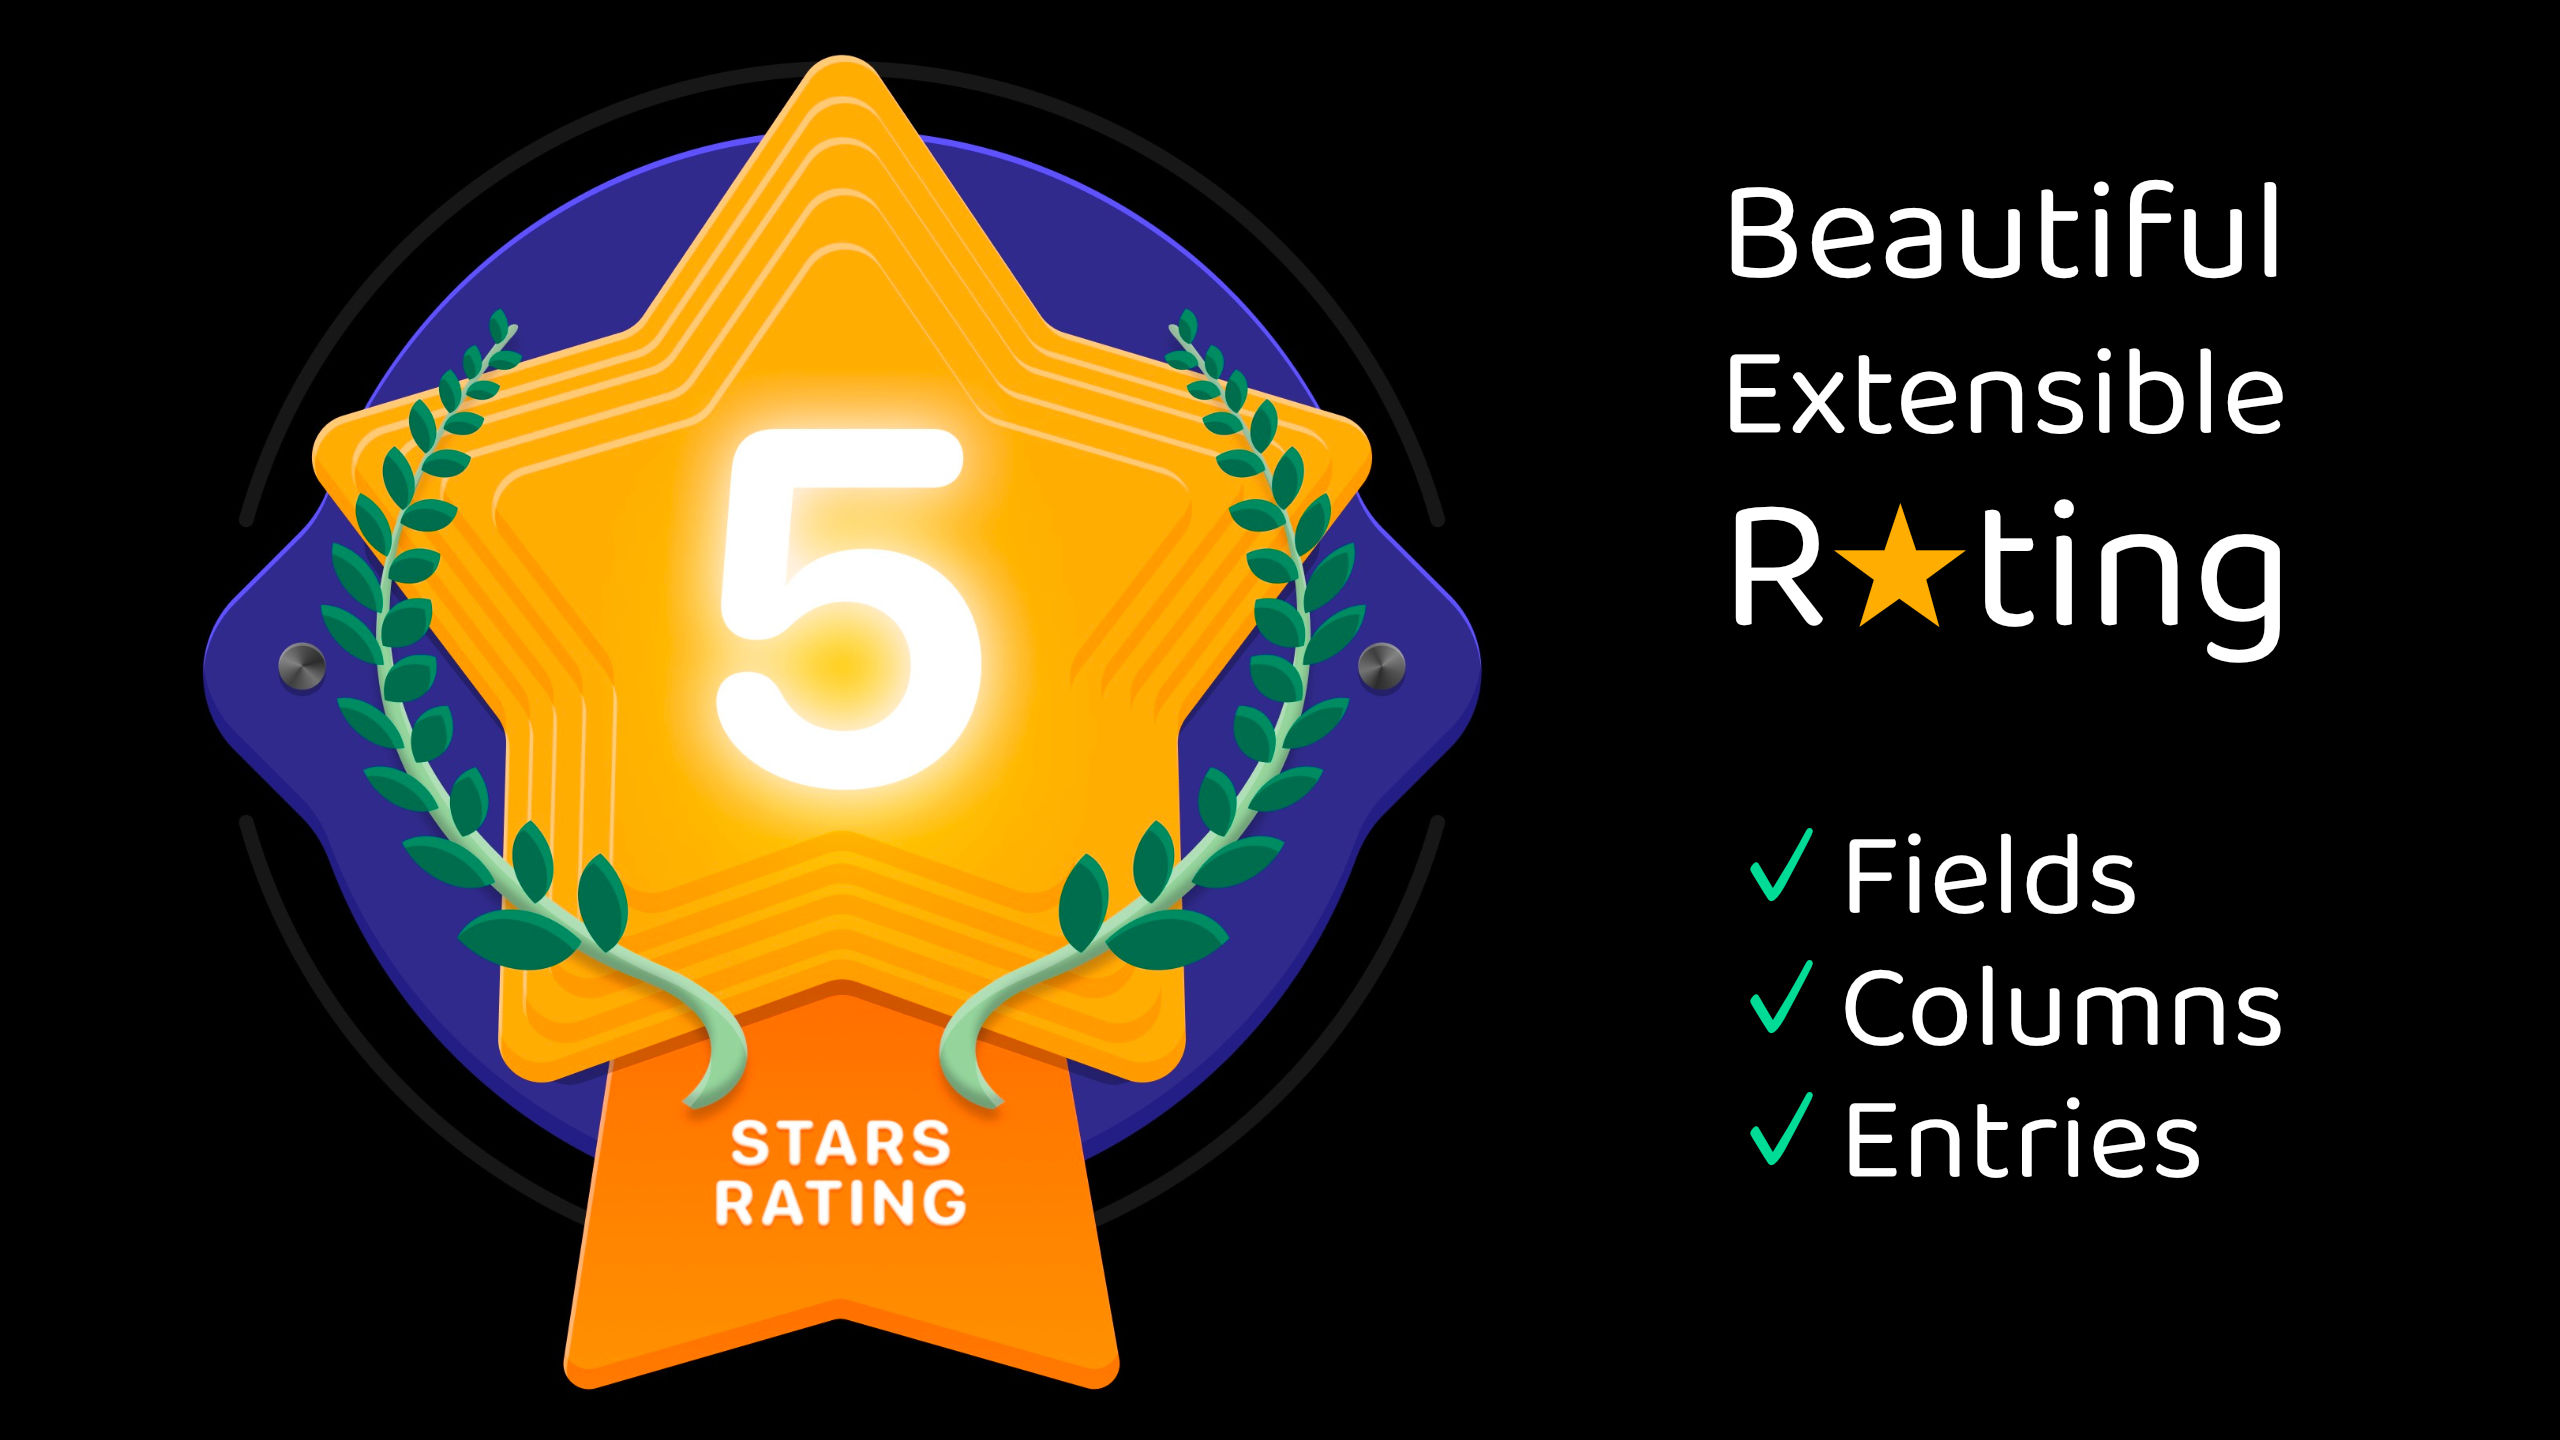 5
STARS
RATING
Beautiful
Extensible
R★ting
✓ Fields
✓ Columns
✓ Entries